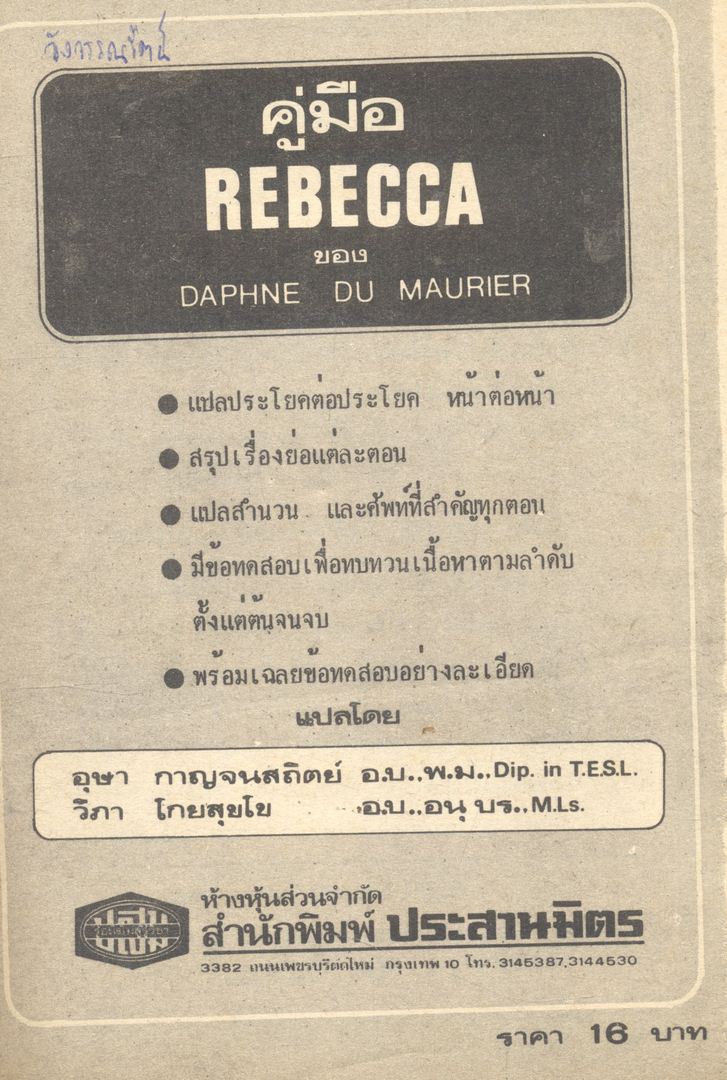 วิงวรรณรัตน์
คู่มือ
REBECCA
ของ
DAPHNE DU MAURIER
● แปลประโยคต่อประโยค หน้าต่อหน้า
● สรุปเรื่องย่อแต่ละตอน
● แปลสำนวน และศัพท์ที่สำคัญทุกตอน
● มีข้อทดสอบเพื่อทบทวนเนื้อหาตามลำดับ
ตั้งแต่ต้นจนจบ
● พร้อมเฉลยข้อทดสอบอย่างละเอียด
แปลโดย
อุษา กาญจนสถิตย์ อ.บ., พ.ม., Dip. in T.E.S.L.
วิภา โกยสุขโข อ.บ., อนุ บร., M.Ls.
ห้างหุ้นส่วนจำกัด
สำนักพิมพ์ ประสานมิตร
3382 ถนนเพชรบุรีตัดใหม่ กรุงเทพ 10 โทร. 3145387,3144530
ราคา 16 บาท